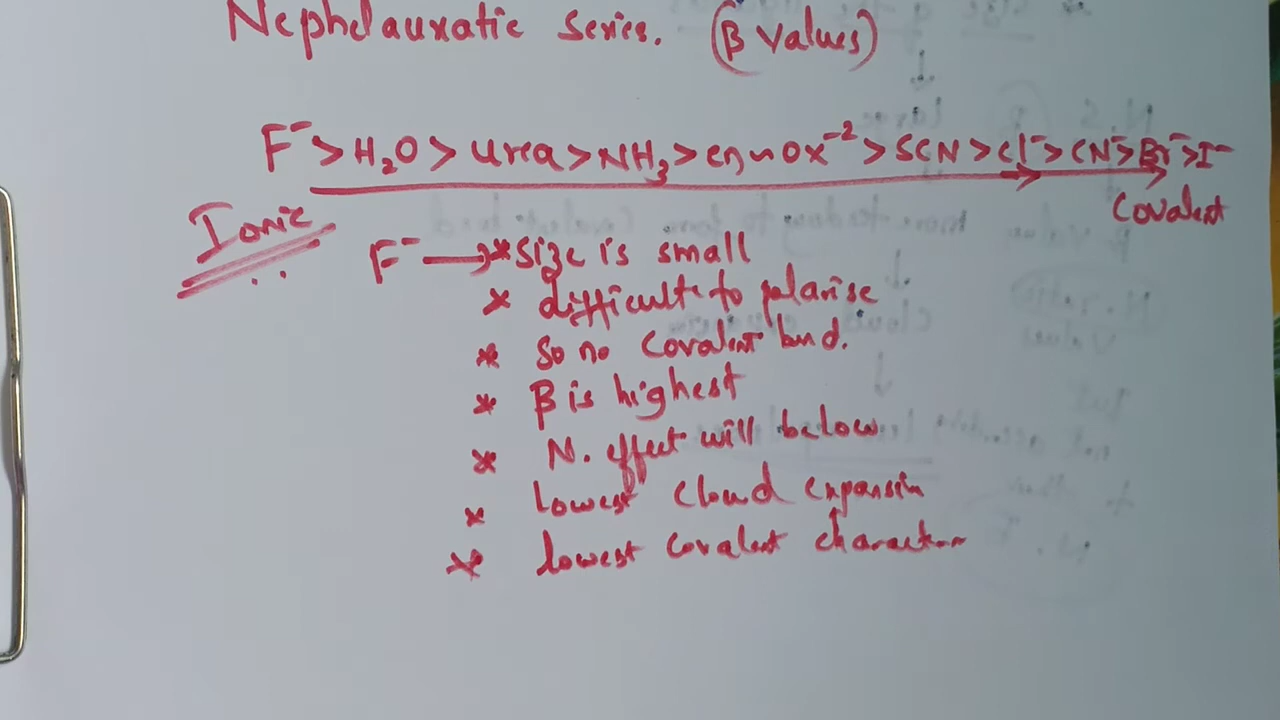 Nephelauxatic Series. (β values)
F⁻ > H₂O > Urea > NH₃ > en ~ Ox⁻² > SCN > Cl⁻ > CN⁻ > Br⁻ > I⁻
Ionic
Covalent
F⁻ → * Size is small
* difficult to polarise
* So no Covalent bond.
* β is highest
* N. effect will be low
* lowest cloud expansion
* lowest covalent character